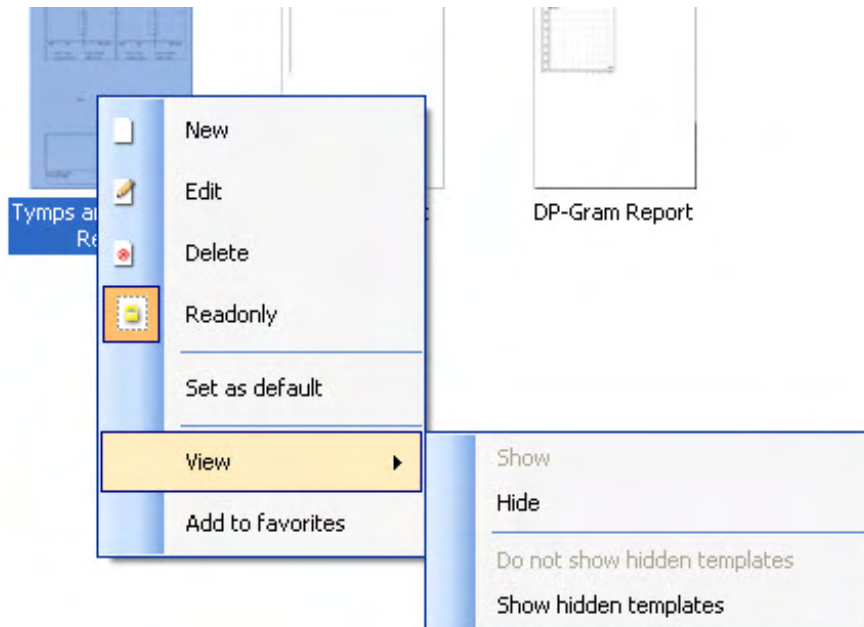 New
Edit
Tymps
DP-Gram Report
Delete
Readonly
Set as default
View
Show
Hide
Add to favorites
Do not show hidden templates
Show hidden templates